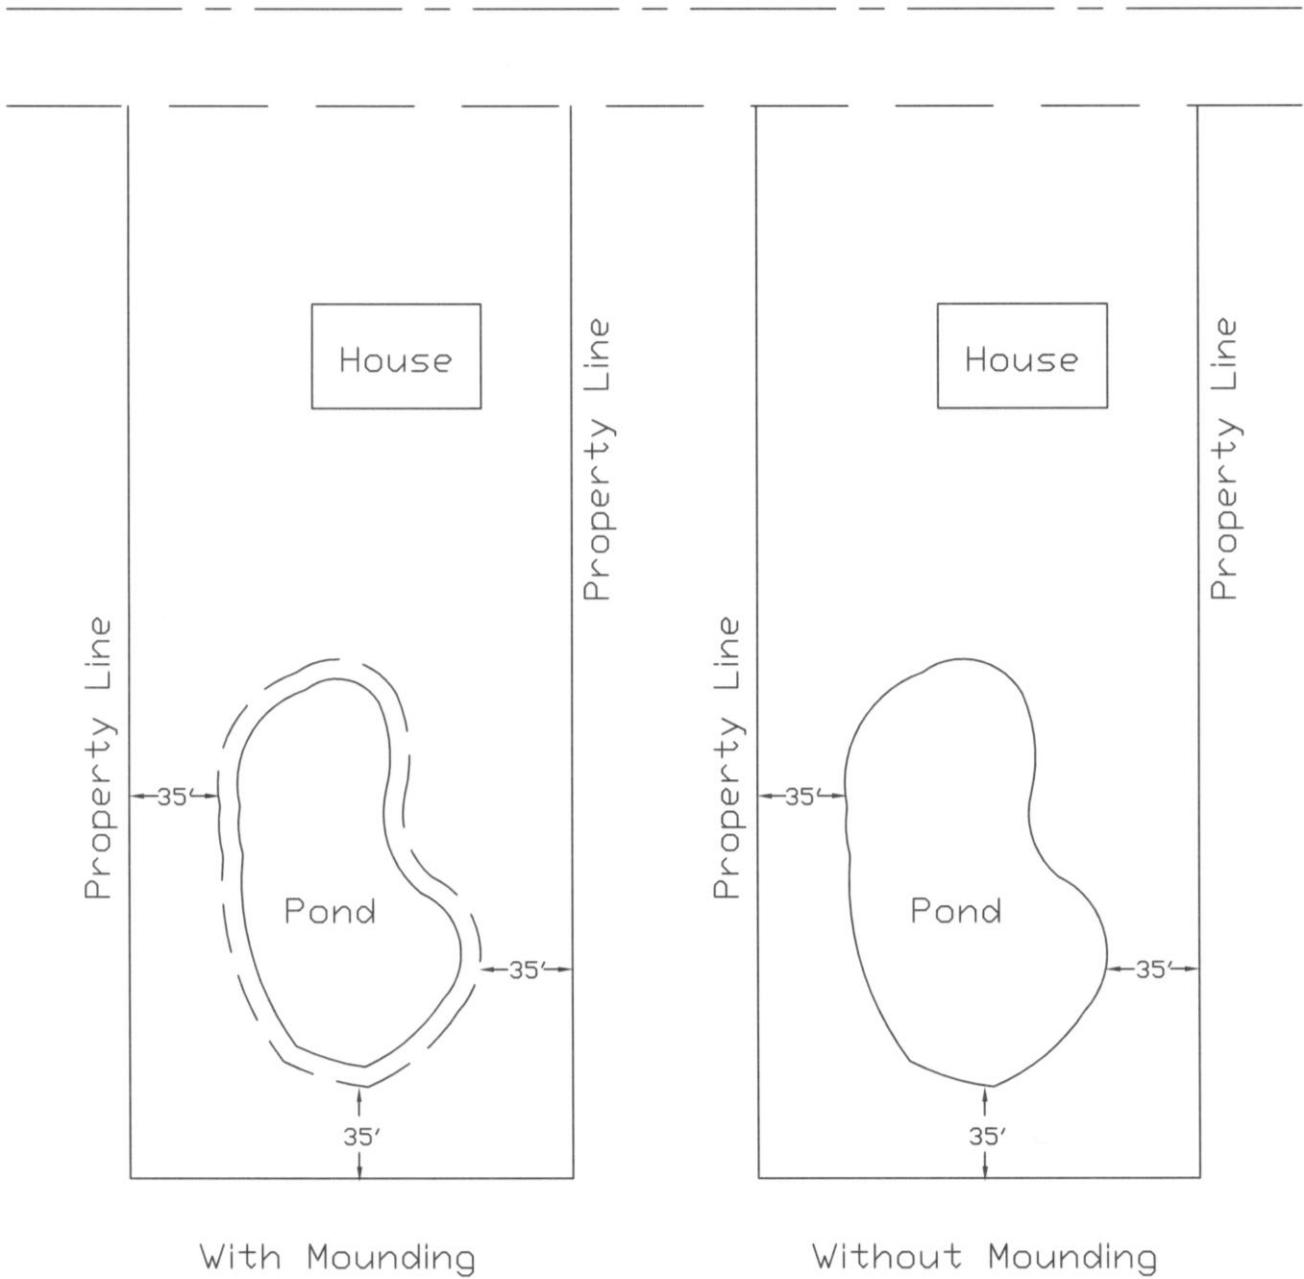 House
House
Property Line
Property Line
Property Line
Property Line
35'
35'
Pond
Pond
35'
35'
35'
35'
With Mounding
Without Mounding